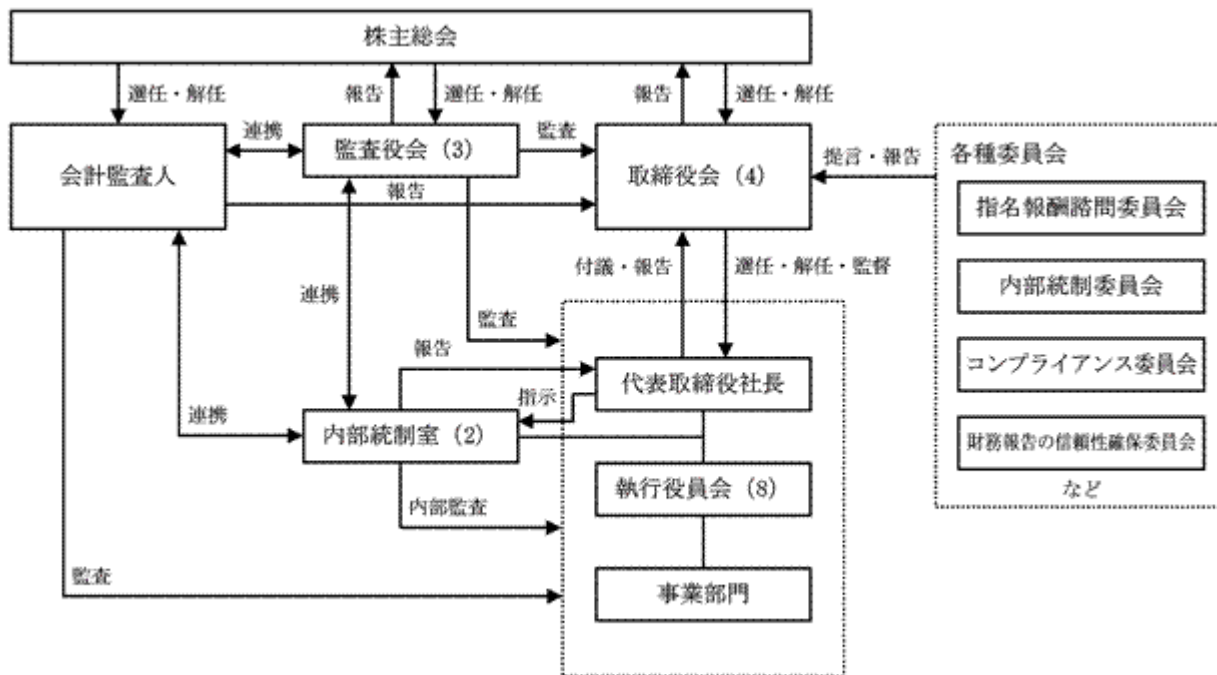 株主総会
選任・解任
報告
選任・解任
報告
選任・解任
会計監査人
連携
監査役会 (3)
監査
取締役会 (4)
報告
提言・報告
各種委員会
指名報酬諮問委員会
内部統制委員会
コンプライアンス委員会
財務報告の信頼性確保委員会
など
付議・報告
選任・解任・監督
連携
監査
報告
代表取締役社長
指示
連携
内部統制室 (2)
執行役員会 (8)
内部監査
監査
事業部門